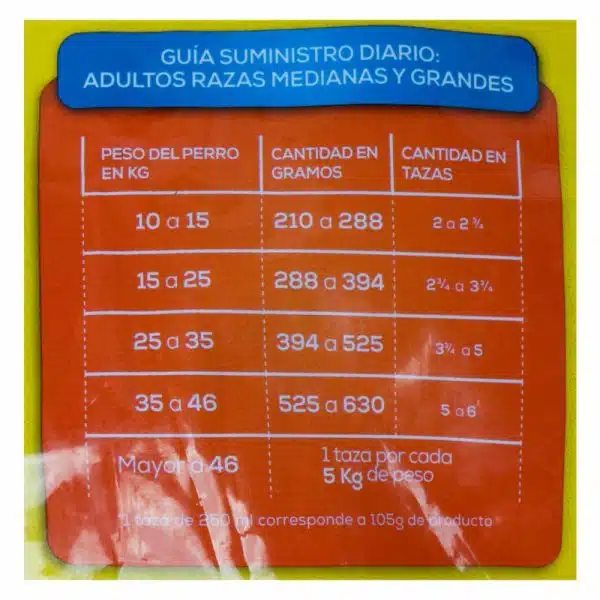 GUÍA SUMINISTRO DIARIO:
ADULTOS RAZAS MEDIANAS Y GRANDES
PESO DEL PERRO EN KG CANTIDAD EN GRAMOS CANTIDAD EN TAZAS
10 a 15 210 a 288 2 a 2 ¾
15 a 25 288 a 394 2¾ a 3¾
25 a 35 394 a 525 3¾ a 5
35 a 46 525 a 630 5 a 6
Mayor a 46 1 taza por cada 5 Kg de peso
*1 taza de 250 ml corresponde a 105g de producto